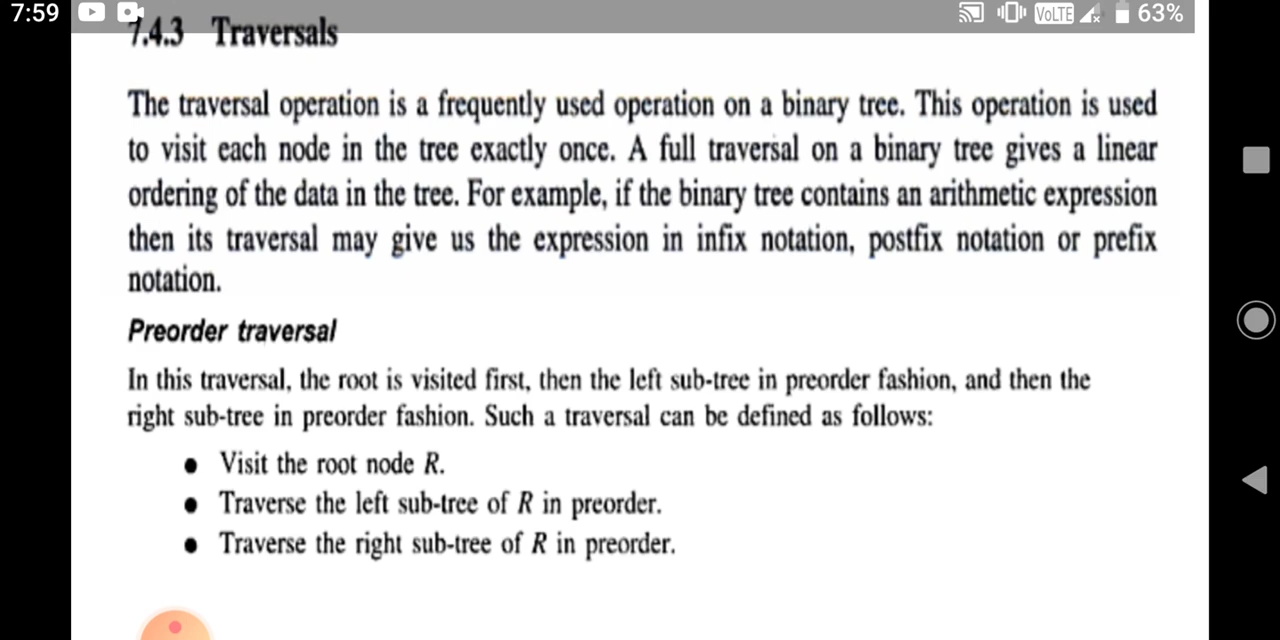 7:59
VoLTE
63%
7.4.3 Traversals
The traversal operation is a frequently used operation on a binary tree. This operation is used
to visit each node in the tree exactly once. A full traversal on a binary tree gives a linear
ordering of the data in the tree. For example, if the binary tree contains an arithmetic expression
then its traversal may give us the expression in infix notation, postfix notation or prefix
notation.
Preorder traversal
In this traversal, the root is visited first, then the left sub-tree in preorder fashion, and then the
right sub-tree in preorder fashion. Such a traversal can be defined as follows:
● Visit the root node R.
● Traverse the left sub-tree of R in preorder.
● Traverse the right sub-tree of R in preorder.